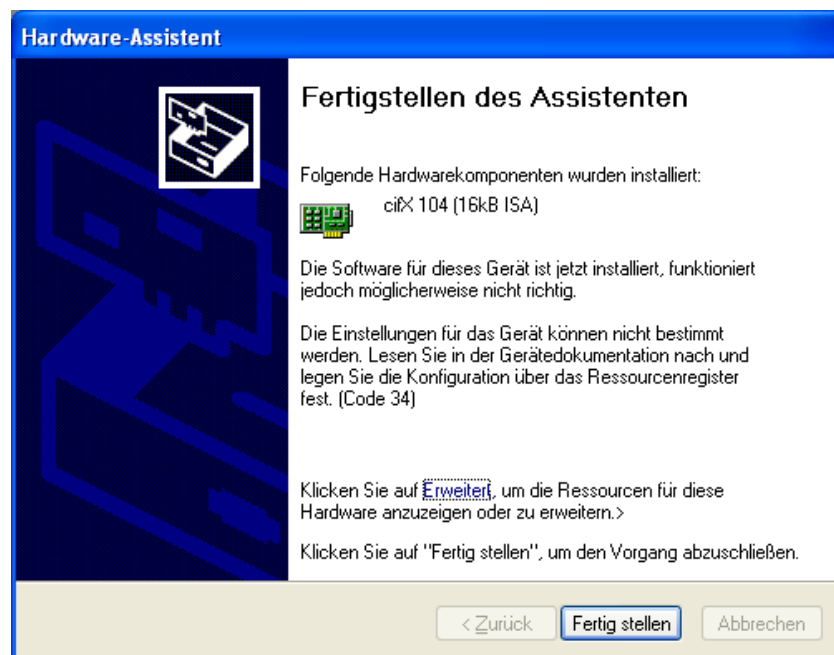 Hardware-Assistent
Fertigstellen des Assistenten
Folgende Hardwarekomponenten wurden installiert:
cifX 104 (16kB ISA)
Die Software für dieses Gerät ist jetzt installiert, funktioniert
jedoch möglicherweise nicht richtig.
Die Einstellungen für das Gerät können nicht bestimmt
werden. Lesen Sie in der Gerätedokumentation nach und
legen Sie die Konfiguration über das Ressourcenregister
fest. (Code 34)
Klicken Sie auf Erweitert, um die Ressourcen für diese
Hardware anzuzeigen oder zu erweitern.>
Klicken Sie auf "Fertig stellen", um den Vorgang abzuschließen.
< Zurück Fertig stellen Abbrechen